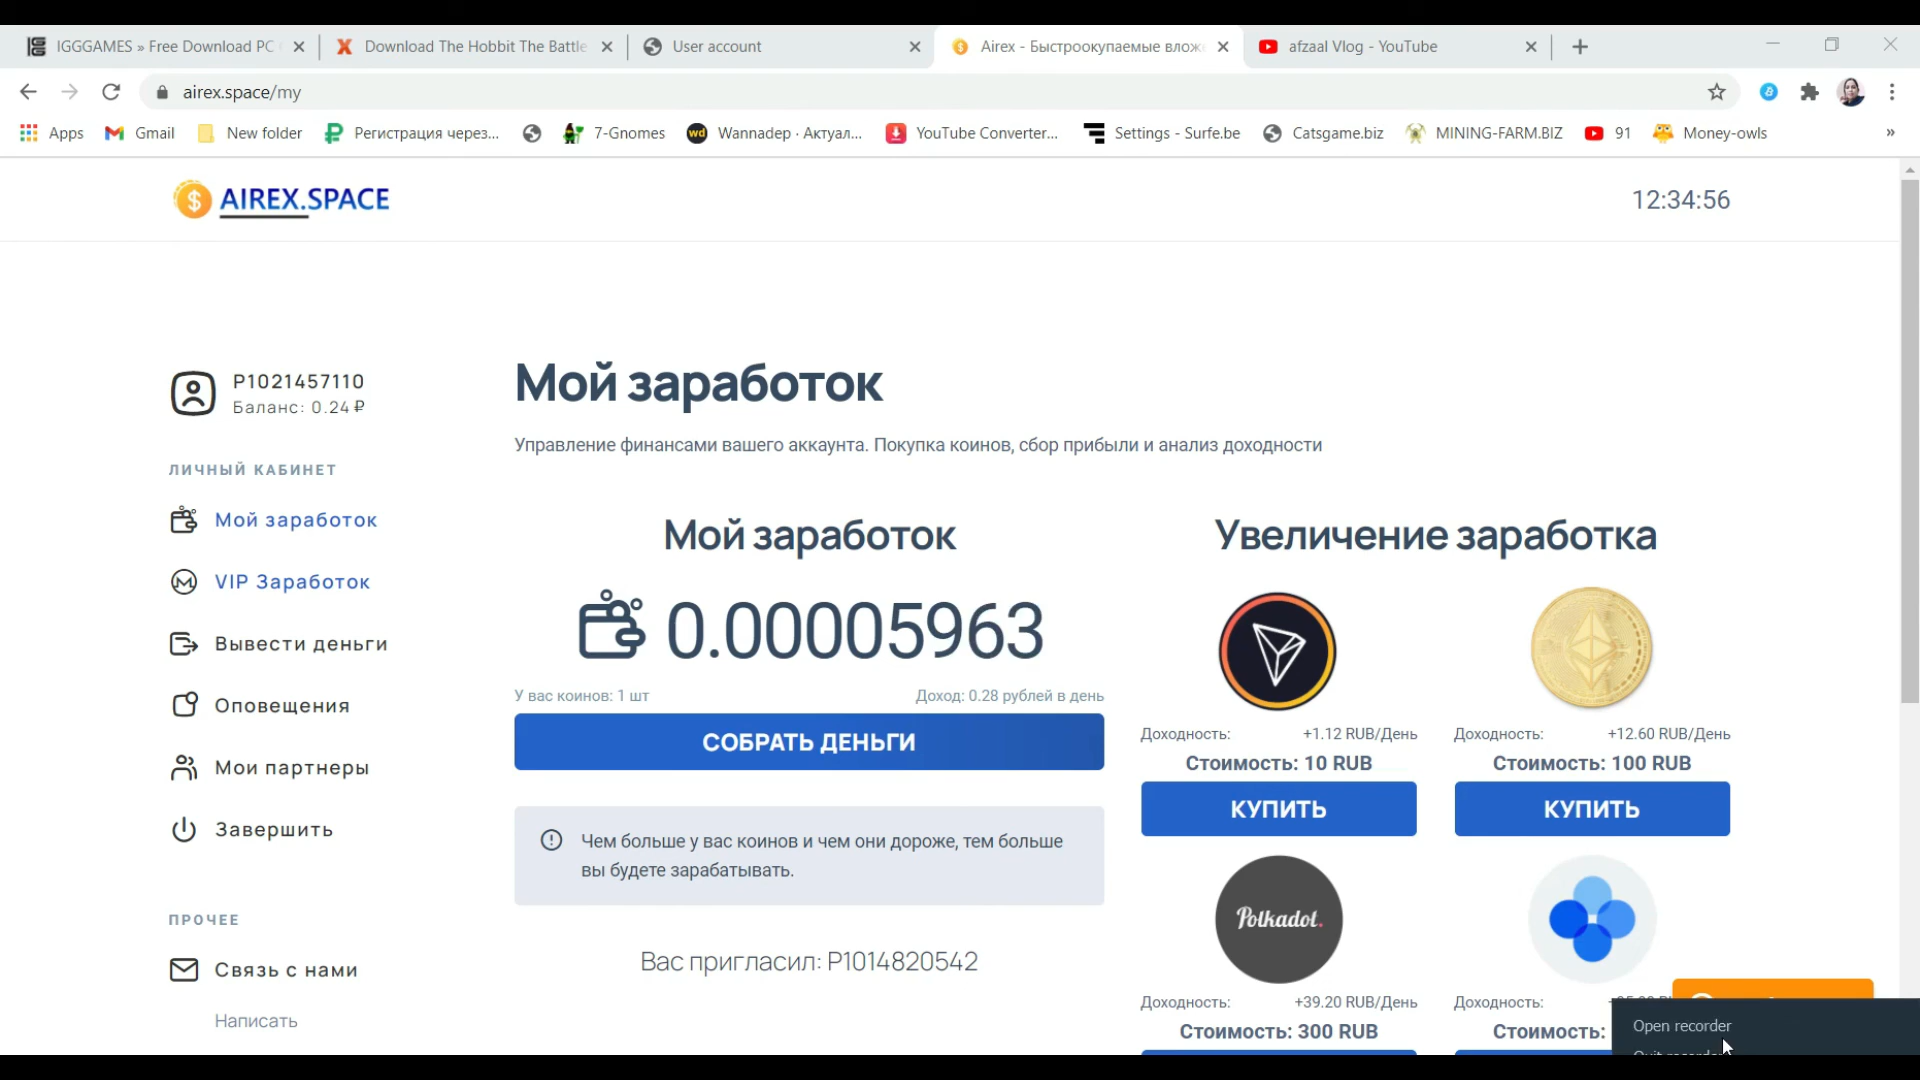 IGGGAMES » Free Download PC
Download The Hobbit The Battle
User account
Airex - Быстроокупаемые влож
afzaal Vlog - YouTube
airex.space/my
Apps
Gmail
New folder
Регистрация через...
7-Gnomes
wd
Wannadep · Актуал...
YouTube Converter...
Settings - Surfe.be
Catsgame.biz
MINING-FARM.BIZ
91
Money-owls
»
AIREX.SPACE
12:34:56
P1021457110
Баланс: 0.24 ₽
ЛИЧНЫЙ КАБИНЕТ
Мой заработок
VIP Заработок
Вывести деньги
Оповещения
Мои партнеры
Завершить
ПРОЧЕЕ
Связь с нами
Написать
Мой заработок
Управление финансами вашего аккаунта. Покупка коинов, сбор прибыли и анализ доходности
Мой заработок
0.00005963
У вас коинов: 1 шт
Доход: 0.28 рублей в день
СОБРАТЬ ДЕНЬГИ
Чем больше у вас коинов и чем они дороже, тем больше
вы будете зарабатывать.
Вас пригласил: P1014820542
Увеличение заработка
Доходность: +1.12 RUB/День
Стоимость: 10 RUB
КУПИТЬ
Доходность: +12.60 RUB/День
Стоимость: 100 RUB
КУПИТЬ
Polkadot.
Доходность: +39.20 RUB/День
Стоимость: 300 RUB
Доходность:
Стоимость:
Open recorder